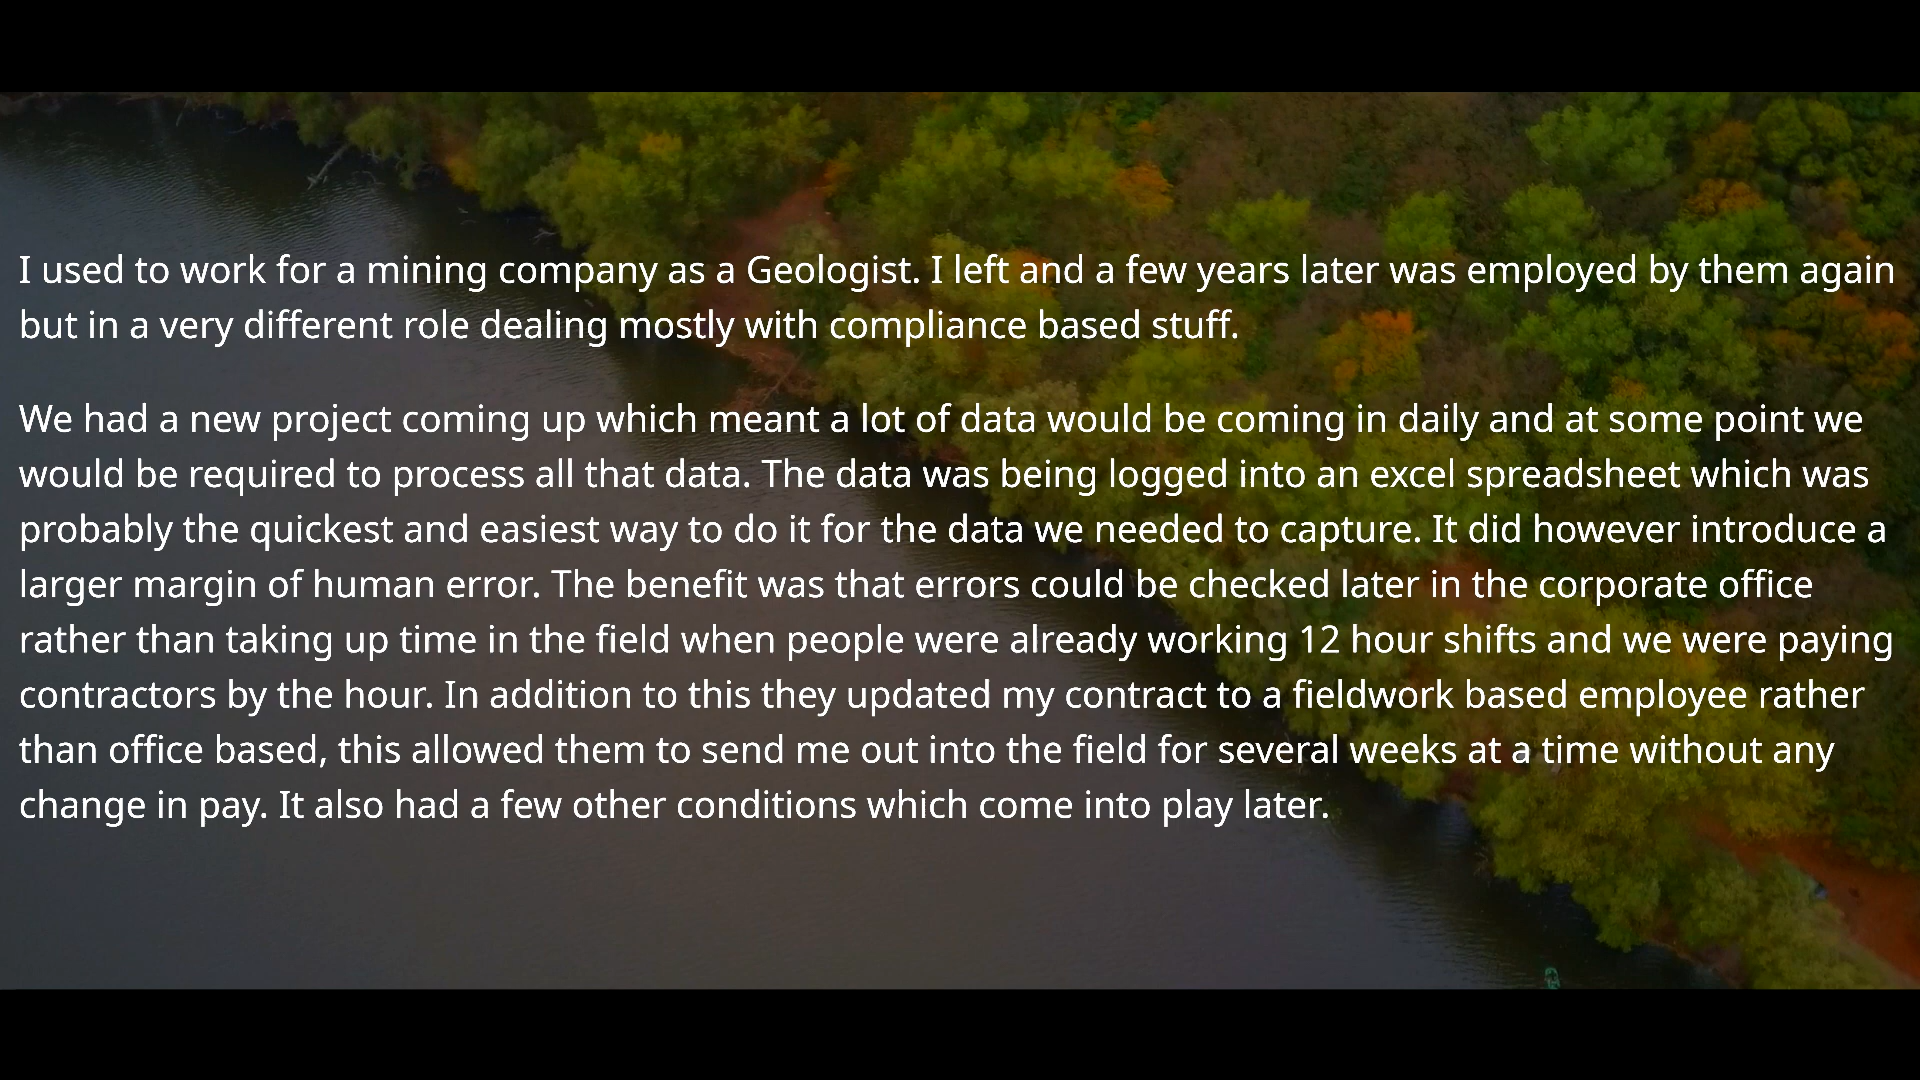 I used to work for a mining company as a Geologist. I left and a few years later was employed by them again
but in a very different role dealing mostly with compliance based stuff.
We had a new project coming up which meant a lot of data would be coming in daily and at some point we
would be required to process all that data. The data was being logged into an excel spreadsheet which was
probably the quickest and easiest way to do it for the data we needed to capture. It did however introduce a
larger margin of human error. The benefit was that errors could be checked later in the corporate office
rather than taking up time in the field when people were already working 12 hour shifts and we were paying
contractors by the hour. In addition to this they updated my contract to a fieldwork based employee rather
than office based, this allowed them to send me out into the field for several weeks at a time without any
change in pay. It also had a few other conditions which come into play later.